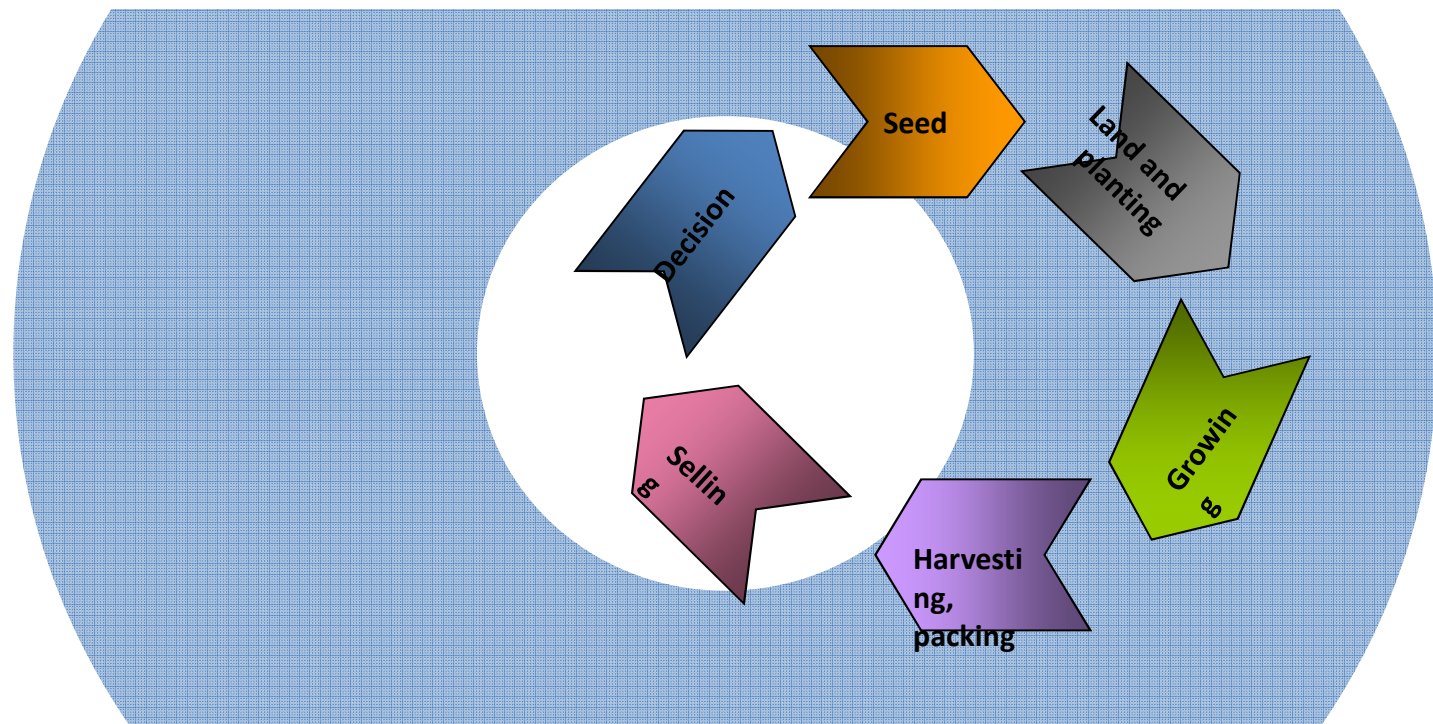 Decision
Seed
Land and
planting
Growin
g
Harvesti
ng,
packing
Sellin
g